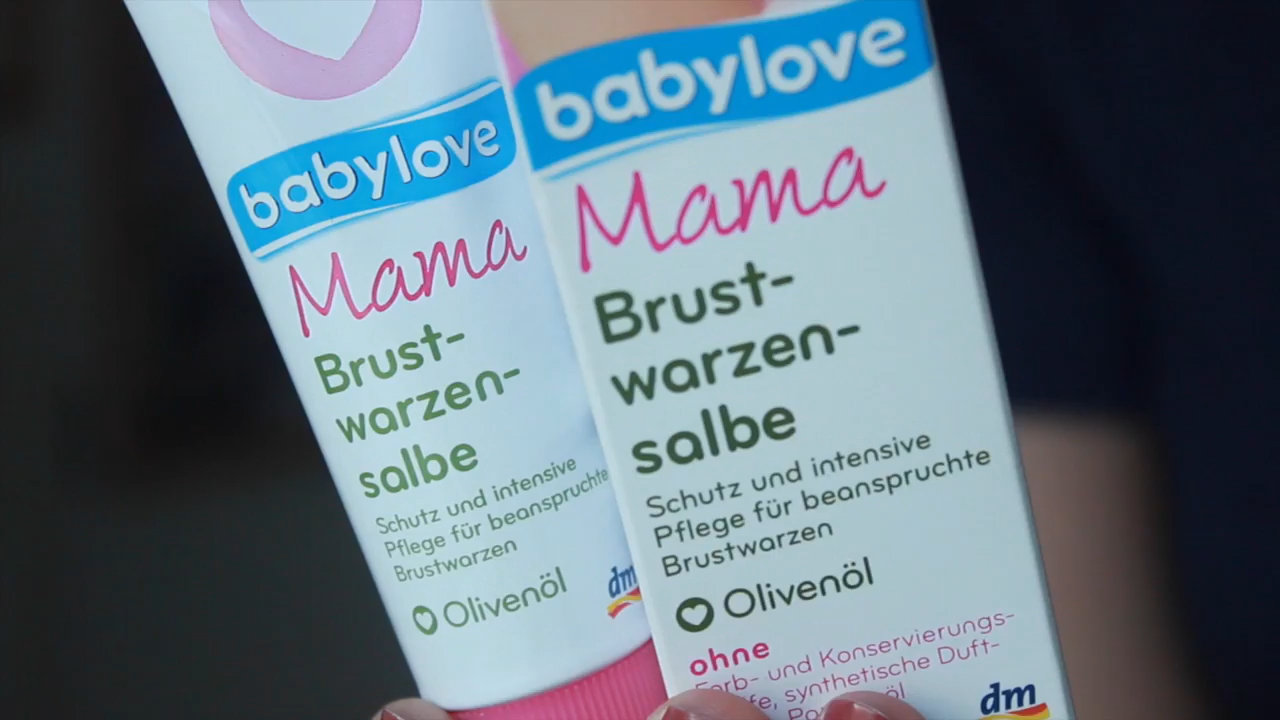 babylove
Mama
Brust-
warzen-
salbe
Schutz und intensive
Pflege für beanspruchte
Brustwarzen
Olivenöl
dm
babylove
Mama
Brust-
warzen-
salbe
Schutz und intensive
Pflege für beanspruchte
Brustwarzen
Olivenöl
ohne
Farb- und Konservierungs-
synthetische Duft-
dm